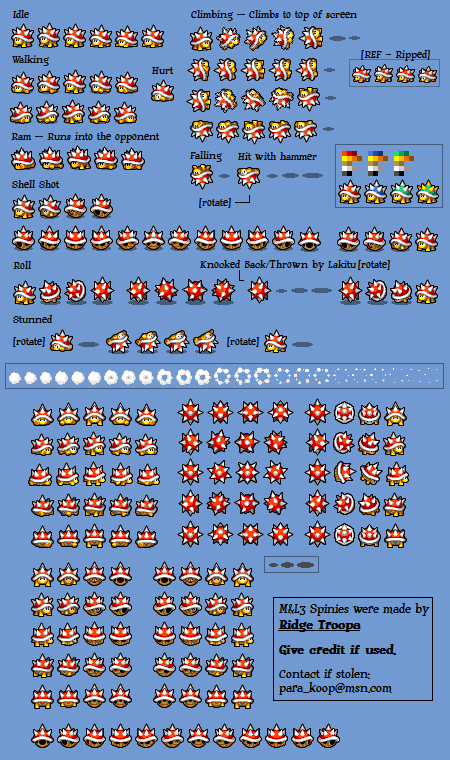 Idle
Climbing — Climbs to top of screen
[REF - Ripped]
Walking
Hurt
Ram — Runs into the opponent
Falling
Hit with hammer
[rotate]
Shell Shot
Roll
Knocked Back/Thrown by Lakitu[rotate]
Stunned
[rotate]
[rotate]
M&L3 Spinies were made by
Ridge Troopa
Give credit if used.
Contact if stolen:
para_koop@msn.com